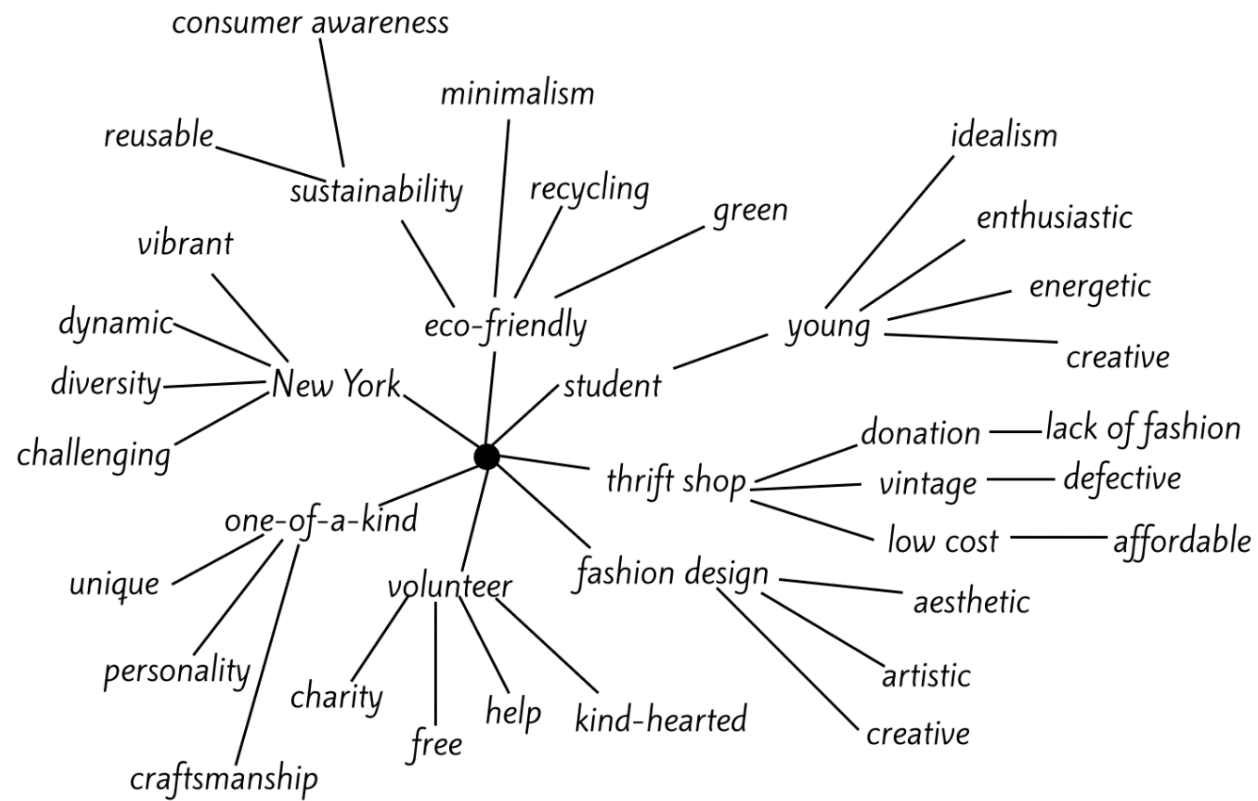 consumer awareness
minimalism
reusable
idealism
sustainability
recycling
green
enthusiastic
vibrant
energetic
dynamic
eco-friendly
young
creative
diversity
New York
student
donation
lack of fashion
challenging
thrift shop
vintage
defective
one-of-a-kind
low cost
affordable
unique
volunteer
fashion design
aesthetic
personality
charity
help
kind-hearted
artistic
free
creative
craftsmanship